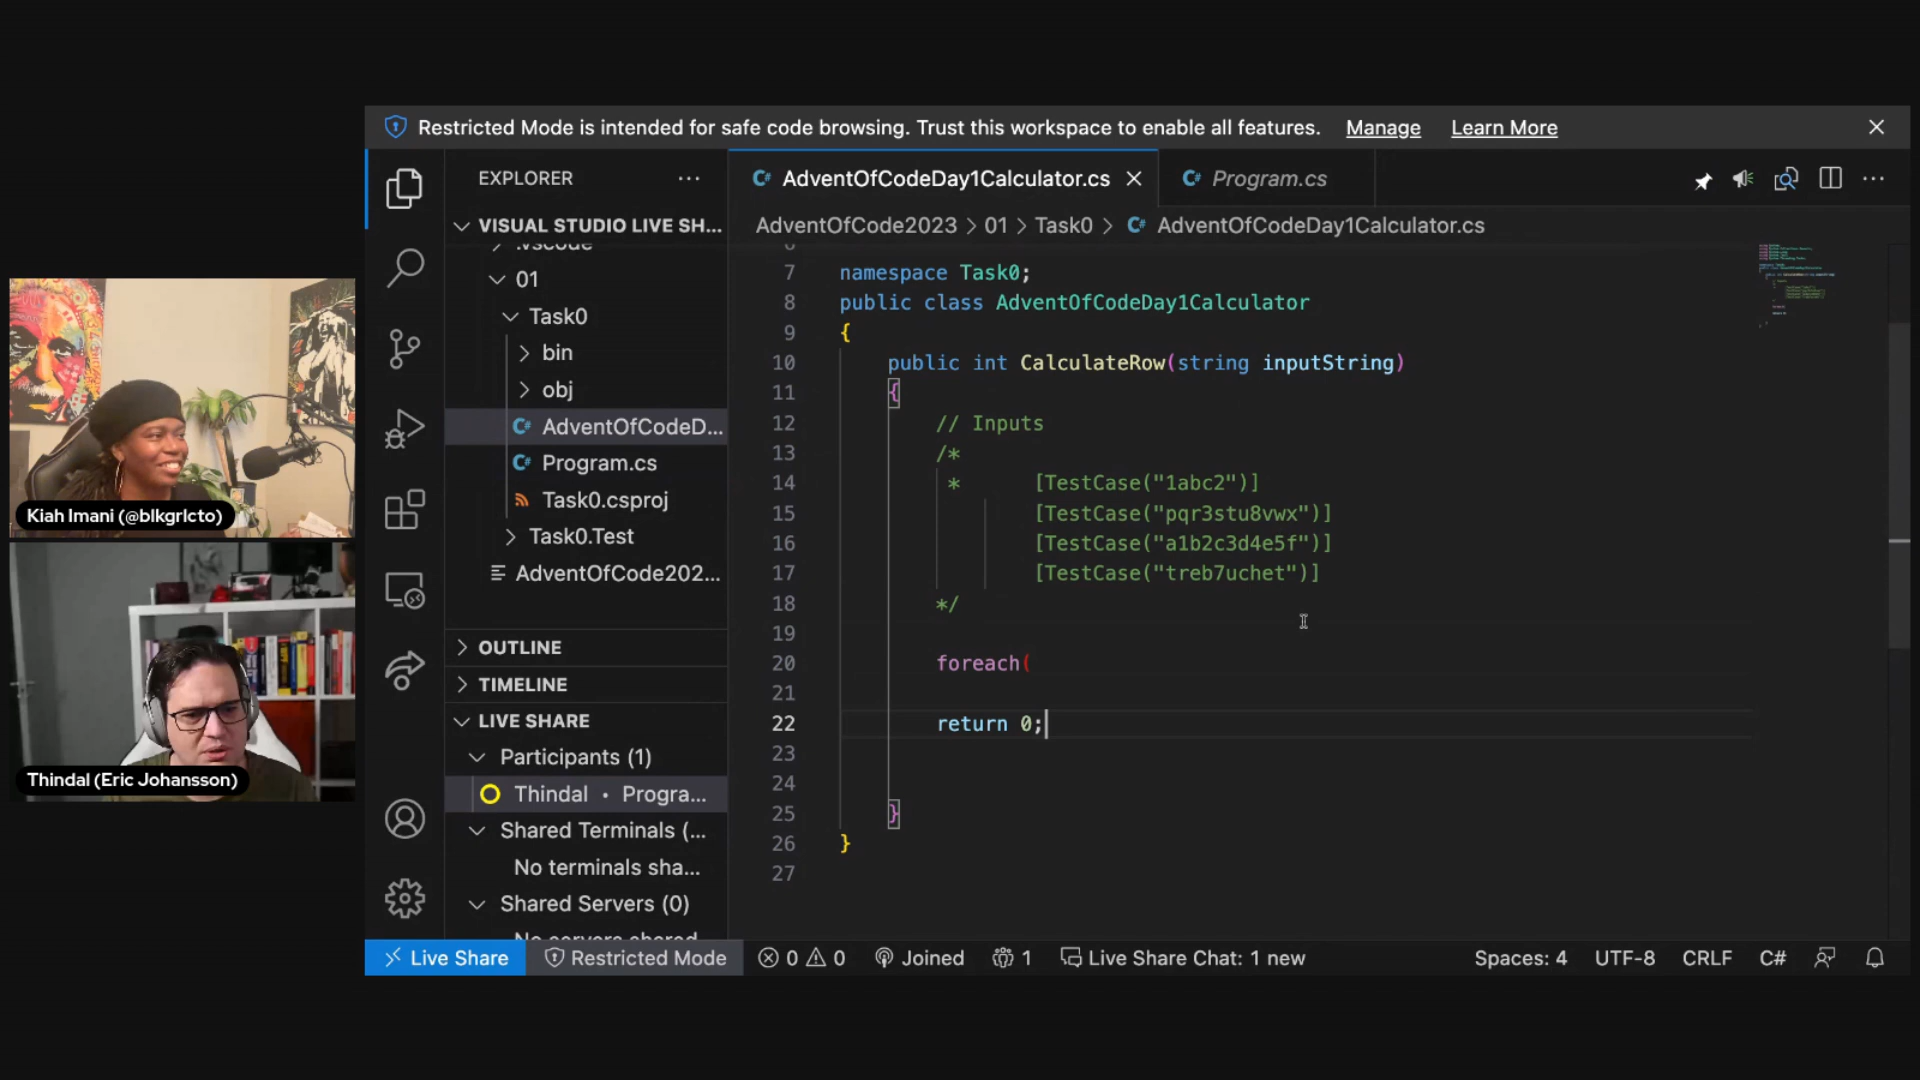 Restricted Mode is intended for safe code browsing. Trust this workspace to enable all features. Manage Learn More
EXPLORER
VISUAL STUDIO LIVE SH...
.vscode
01
Task0
bin
obj
AdventOfCodeD...
Program.cs
Task0.csproj
Task0.Test
AdventOfCode202...
OUTLINE
TIMELINE
LIVE SHARE
Participants (1)
Thindal • Progra...
Shared Terminals (...
No terminals sha...
Shared Servers (0)
No servers shared
AdventOfCodeDay1Calculator.cs
Program.cs
AdventOfCode2023 > 01 > Task0 > AdventOfCodeDay1Calculator.cs
6
7 namespace Task0;
8 public class AdventOfCodeDay1Calculator
9 {
10 public int CalculateRow(string inputString)
11 {
12 // Inputs
13 /*
14 * [TestCase("1abc2")]
15 [TestCase("pqr3stu8vwx")]
16 [TestCase("a1b2c3d4e5f")]
17 [TestCase("treb7uchet")]
18 */
19
20 foreach(
21
22 return 0;
23
24
25 }
26 }
27
Kiah Imani (@blkgrlcto)
Thindal (Eric Johansson)
Live Share Restricted Mode 0 0 Joined 1 Live Share Chat: 1 new Spaces: 4 UTF-8 CRLF C#